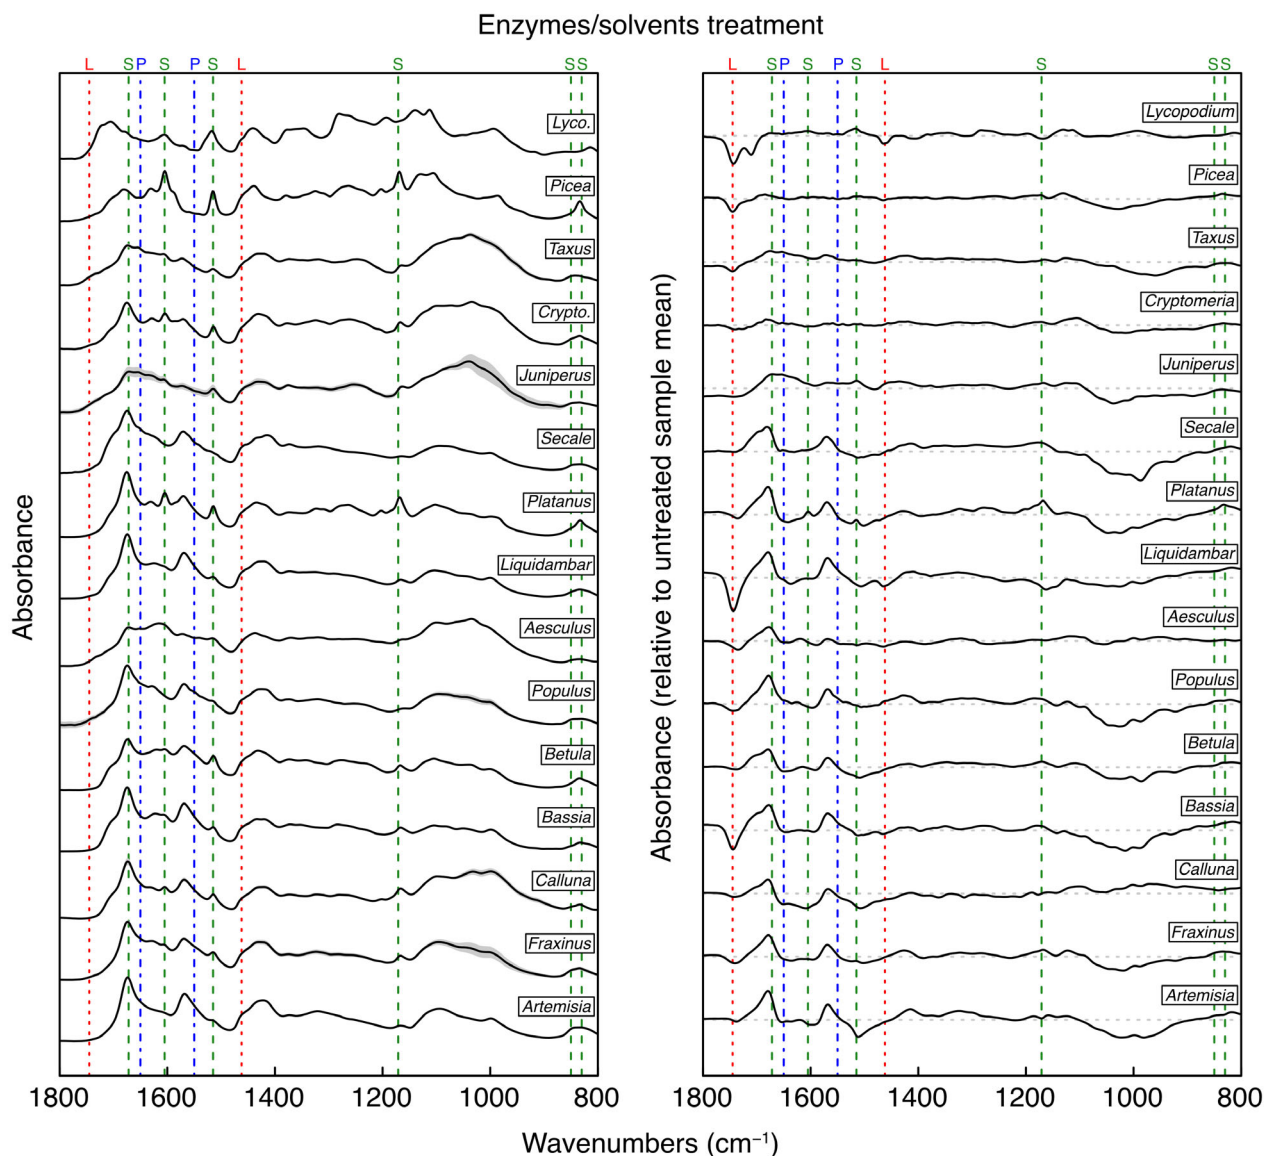 Enzymes/solvents treatment
L S P S P S L S S S
L S P S P S L S S S
Absorbance
Lyco.
Picea
Taxus
Crypto.
Juniperus
Secale
Platanus
Liquidambar
Aesculus
Populus
Betula
Bassia
Calluna
Fraxinus
Artemisia
1800 1600 1400 1200 1000 800
Absorbance (relative to untreated sample mean)
Lycopodium
Picea
Taxus
Cryptomeria
Juniperus
Secale
Platanus
Liquidambar
Aesculus
Populus
Betula
Bassia
Calluna
Fraxinus
Artemisia
1800 1600 1400 1200 1000 800
Wavenumbers (cm⁻¹)